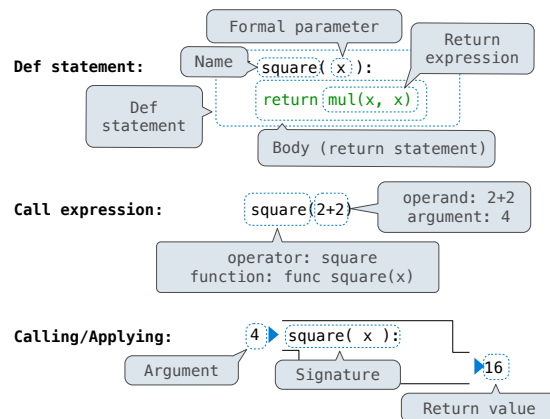 Formal parameter
Return
expression
Name
Def statement:
square( x ):
return mul(x, x)
Def
statement
Body (return statement)
operand: 2+2
argument: 4
Call expression:
square(2+2)
operator: square
function: func square(x)
Calling/Applying:
4
square( x ):
16
Argument
Signature
Return value